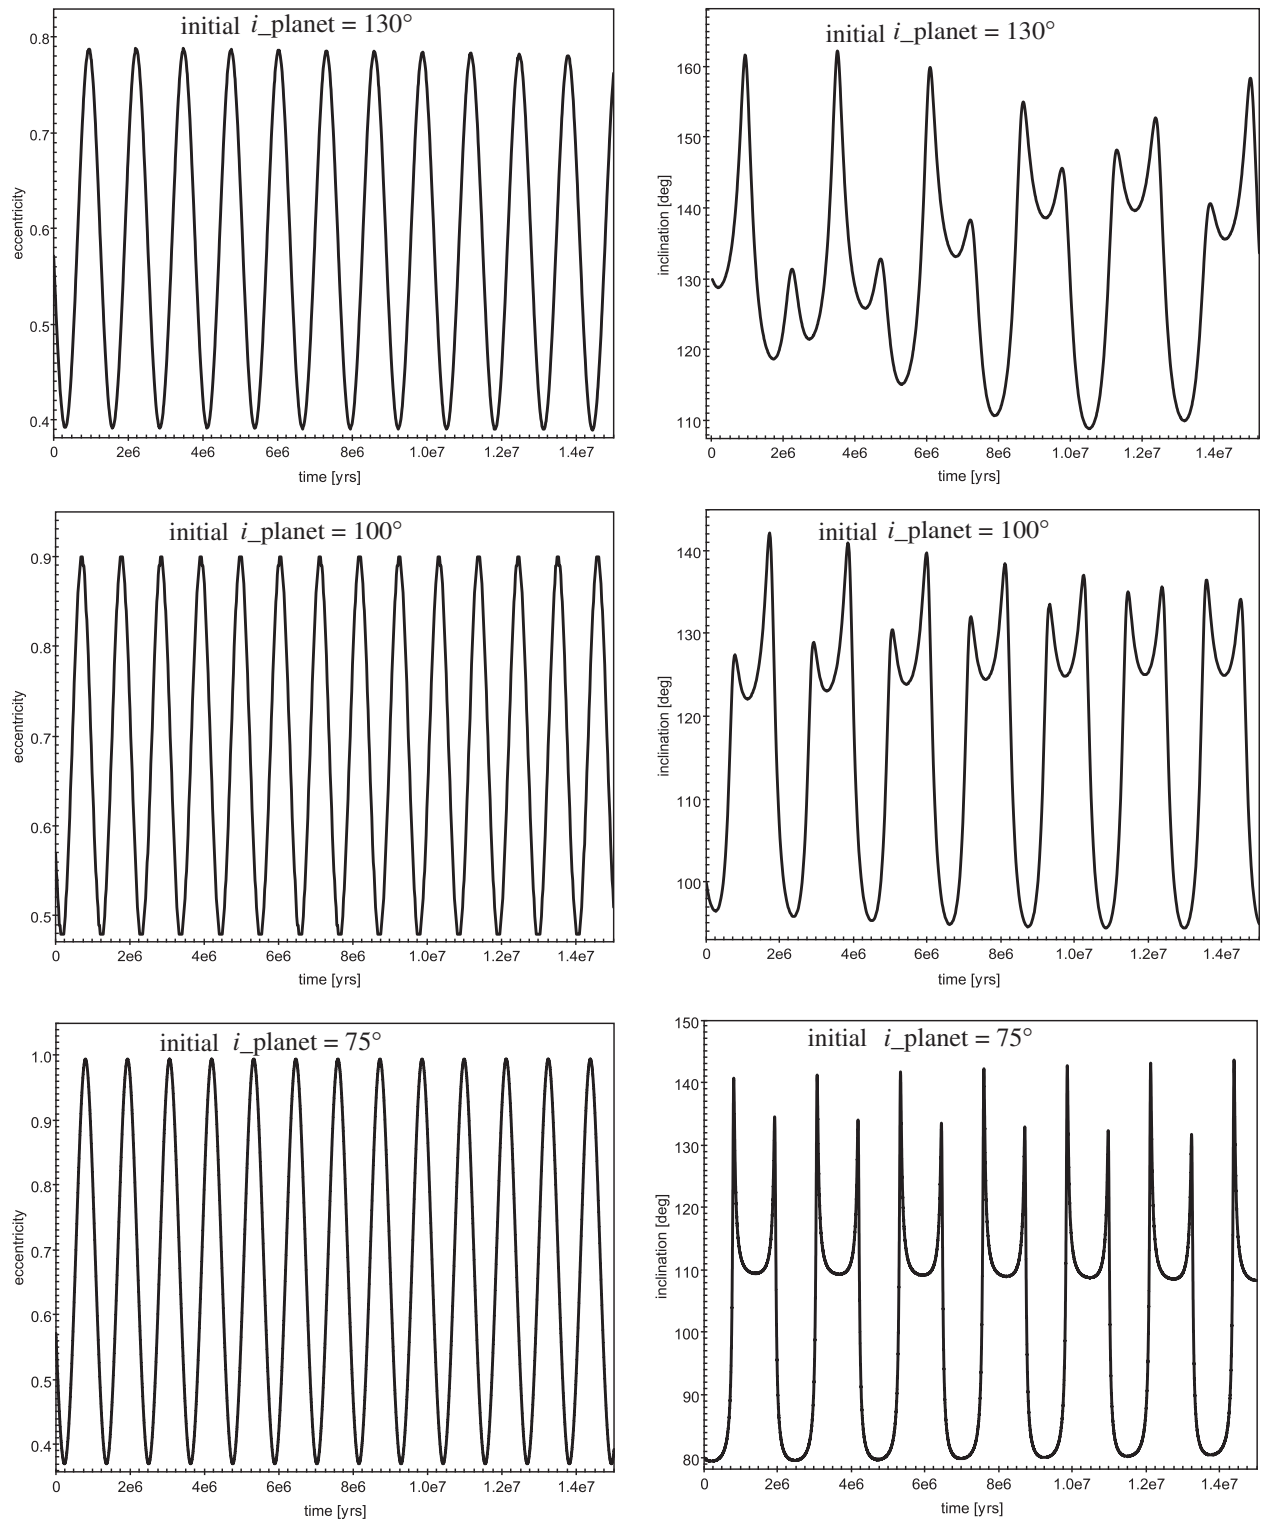 initial i_planet = 130°
0.8
0.7
0.6
0.5
0.4
eccentricity
0 2e6 4e6 6e6 8e6 1.0e7 1.2e7 1.4e7
time [yrs]
initial i_planet = 130°
160
150
140
130
120
110
inclination [deg]
0 2e6 4e6 6e6 8e6 1.0e7 1.2e7 1.4e7
time [yrs]
initial i_planet = 100°
0.9
0.8
0.7
0.6
0.5
eccentricity
0 2e6 4e6 6e6 8e6 1.0e7 1.2e7 1.4e7
time [yrs]
initial i_planet = 100°
140
130
120
110
100
inclination [deg]
0 2e6 4e6 6e6 8e6 1.0e7 1.2e7 1.4e7
time [yrs]
initial i_planet = 75°
1.0
0.9
0.8
0.7
0.6
0.5
0.4
eccentricity
0 2e6 4e6 6e6 8e6 1.0e7 1.2e7 1.4e7
time [yrs]
initial i_planet = 75°
150
140
130
120
110
100
90
80
inclination [deg]
0 2e6 4e6 6e6 8e6 1.0e7 1.2e7 1.4e7
time [yrs]